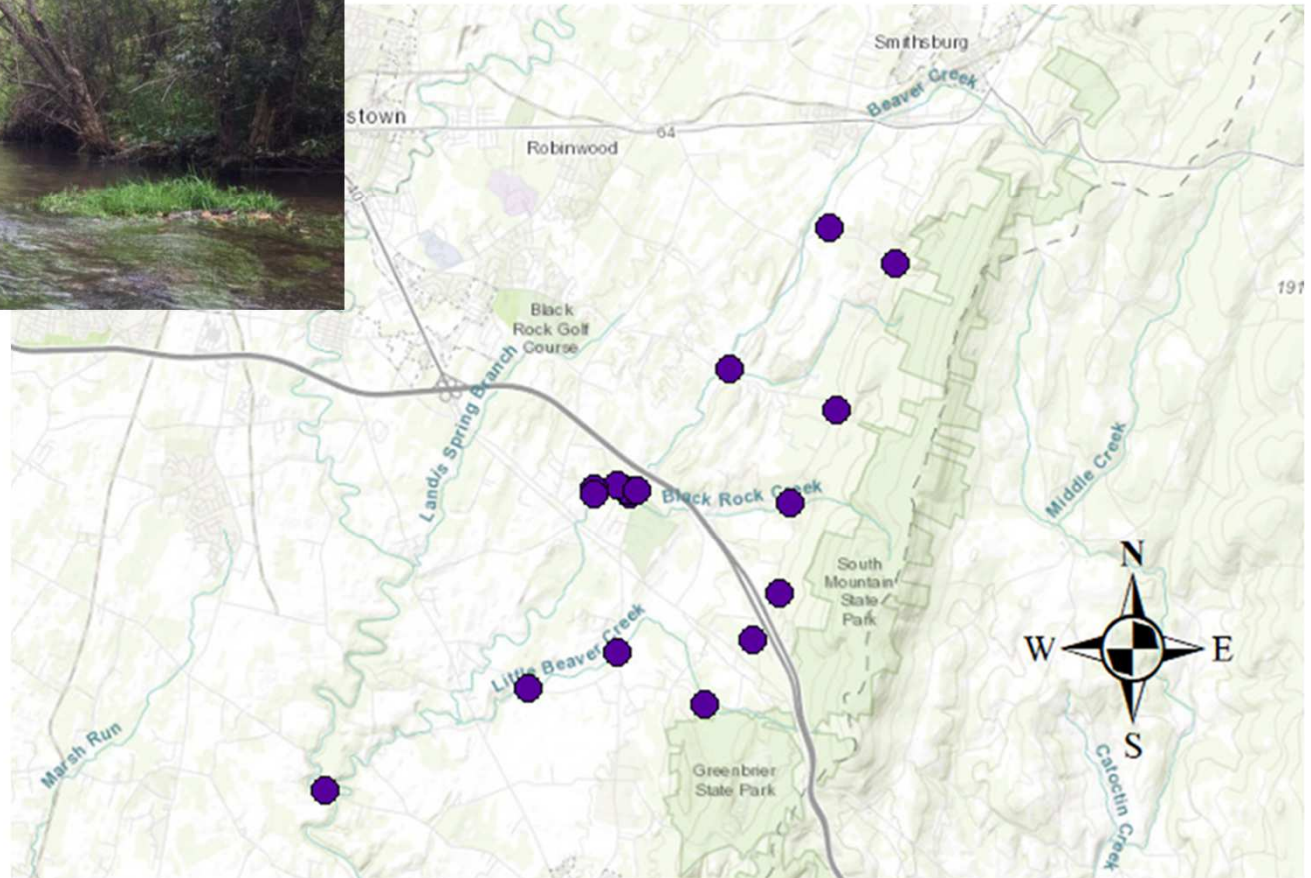 Smithsburg
Beaver Creek
stown
64
Robinwood
40
191
Black
Rock Golf
Course
Landis Spring Branch
Middle Creek
Black Rock Creek
N
South
Mountain
State
Park
W
E
Little Beaver Creek
S
Marsh Run
Greenbrier
State Park
Catoctin Creek